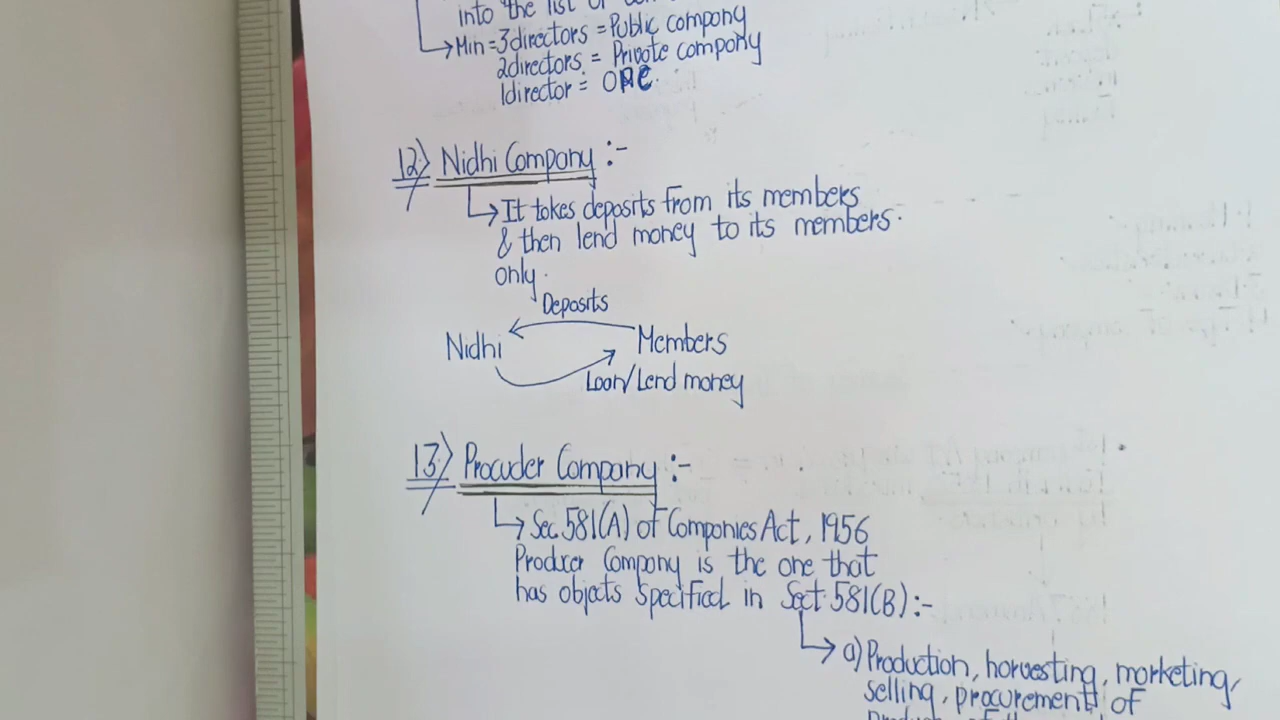 into the list of
→Min = 3directors = Public company
2directors. = Private company
1director = ONE.
12) Nidhi Company :-
→ It takes deposits from its members
& then lend money to its members.
only.
Deposits
Nidhi Members
Loan/Lend money
13) Procuder Company :-
→ Sec.581(A) of Companies Act, 1956
Producer Company is the one that
has objects specified in Sect.581(B) :-
→ a) Production, harvesting, marketing,
selling, procurement of